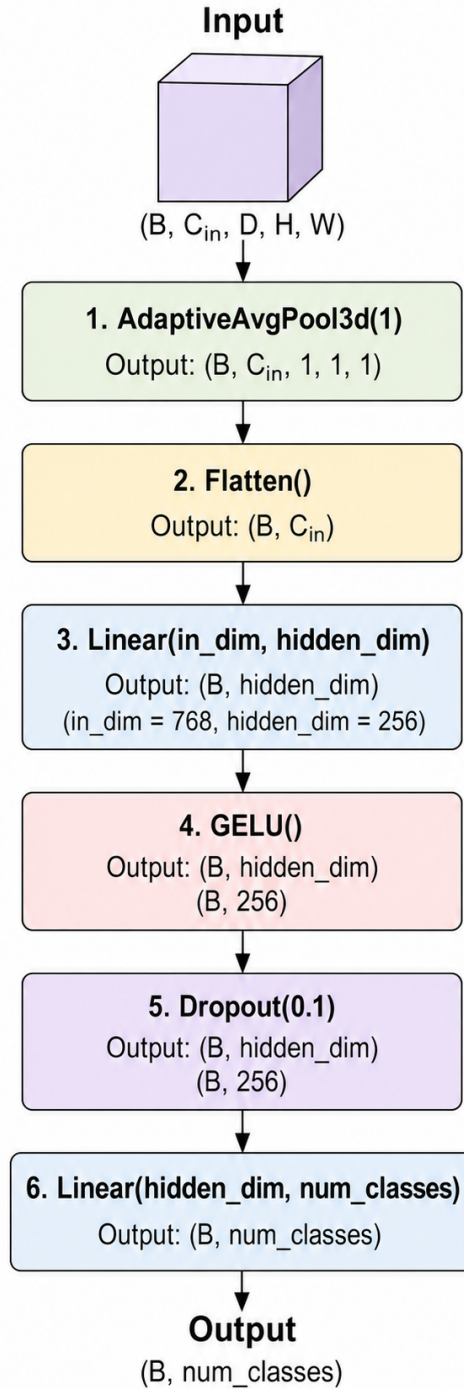 Input
(B, C_in, D, H, W)
1. AdaptiveAvgPool3d(1)
Output: (B, C_in, 1, 1, 1)
2. Flatten()
Output: (B, C_in)
3. Linear(in_dim, hidden_dim)
Output: (B, hidden_dim)
(in_dim = 768, hidden_dim = 256)
4. GELU()
Output: (B, hidden_dim)
(B, 256)
5. Dropout(0.1)
Output: (B, hidden_dim)
(B, 256)
6. Linear(hidden_dim, num_classes)
Output: (B, num_classes)
Output
(B, num_classes)